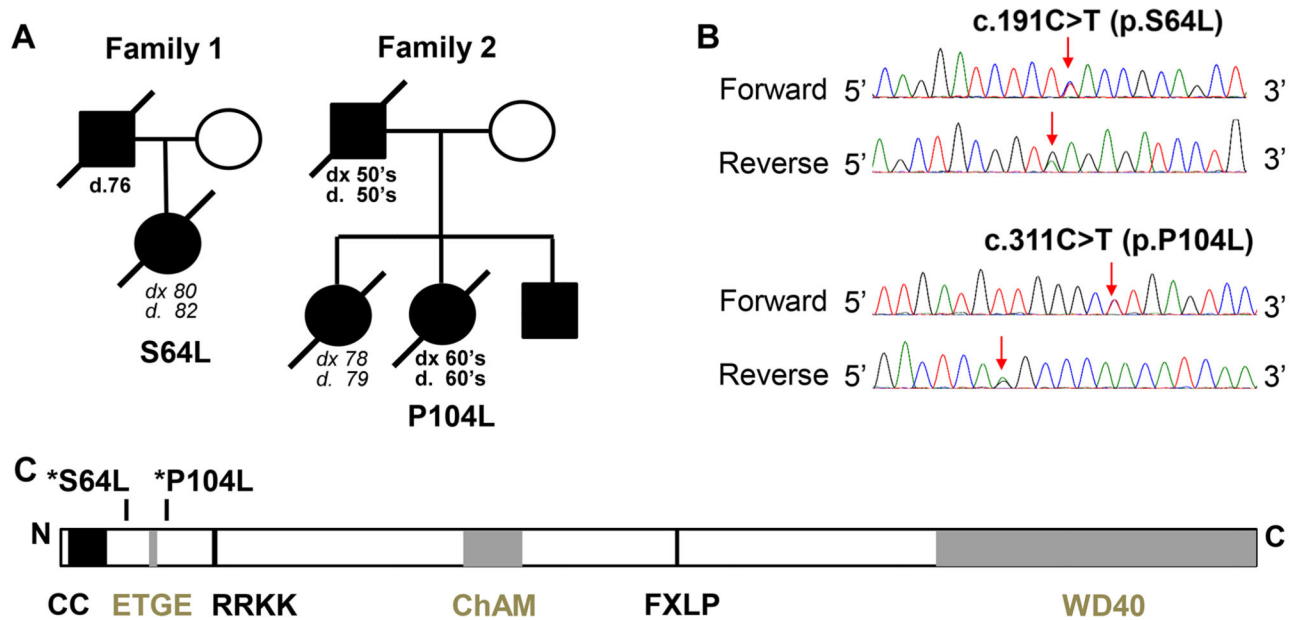 A
Family 1
Family 2
d.76
dx 80
d. 82
S64L
dx 50's
d. 50's
dx 78
d. 79
dx 60's
d. 60's
P104L
B
c.191C>T (p.S64L)
Forward 5’ 3’
Reverse 5’ 3’
c.311C>T (p.P104L)
Forward 5’ 3’
Reverse 5’ 3’
C
*S64L *P104L
N C
CC ETGE RRKK ChAM FXLP WD40